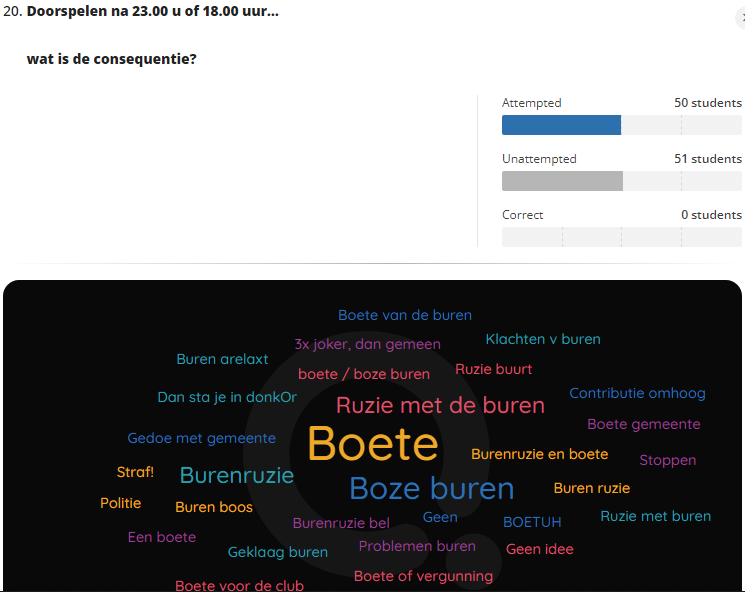 20. Doorspelen na 23.00 u of 18.00 uur...
wat is de consequentie?
Attempted 50 students
Unattempted 51 students
Correct 0 students
Boete van de buren
3x joker, dan gemeen
Klachten v buren
Buren arelaxt
boete / boze buren
Ruzie buurt
Dan sta je in donkOr
Ruzie met de buren
Contributie omhoog
Boete gemeente
Gedoe met gemeente
Boete
Burenruzie en boete
Stoppen
Straf!
Burenruzie
Boze buren
Buren ruzie
Politie
Buren boos
Burenruzie bel
Geen
BOETUH
Ruzie met buren
Een boete
Geklaag buren
Problemen buren
Geen idee
Boete of vergunning
Boete voor de club